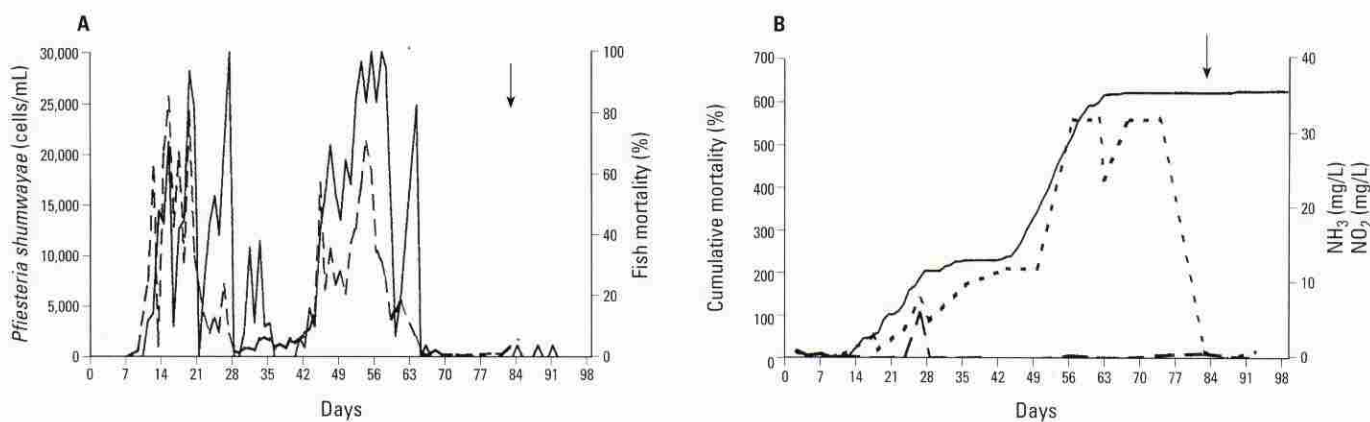 A
30,000
25,000
20,000
15,000
10,000
5,000
0
Pfiesteria shumwayae (cells/mL)
100
80
60
40
20
0
Fish mortality (%)
0 7 14 21 28 35 42 49 56 63 70 77 84 91 98
Days
B
700
600
500
400
300
200
100
0
Cumulative mortality (%)
40
30
20
10
0
NH3 (mg/L)
NO2 (mg/L)
0 7 14 21 28 35 42 49 56 63 70 77 84 91 98
Days